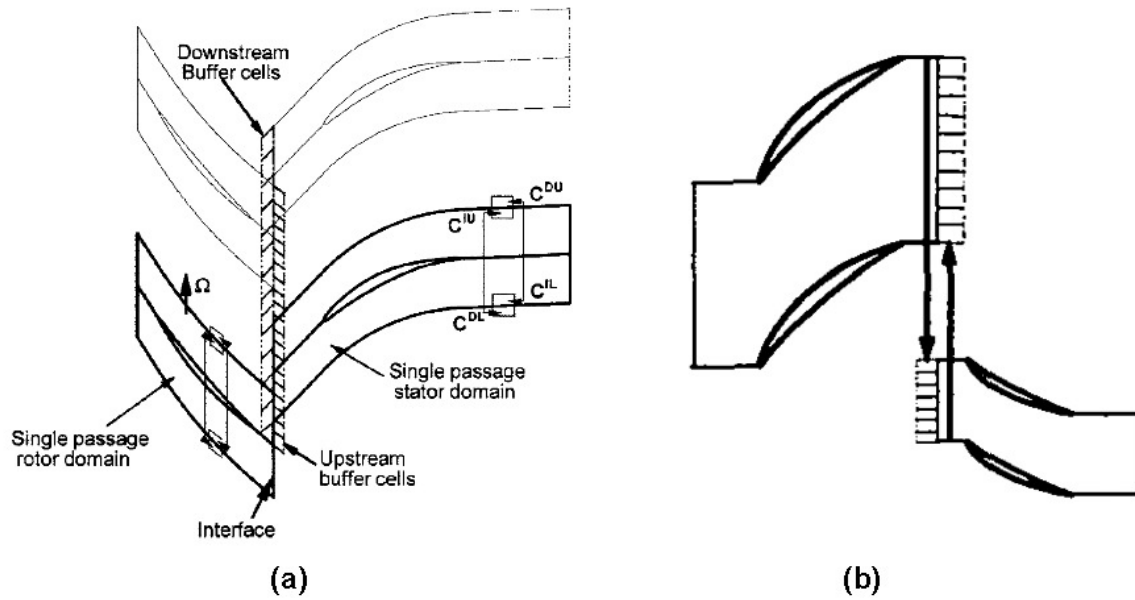 Downstream
Buffer cells
C^DU
C^IU
Ω
C^IL
C^DL
Single passage
stator domain
Single passage
rotor domain
Upstream
buffer cells
Interface
(a)
(b)